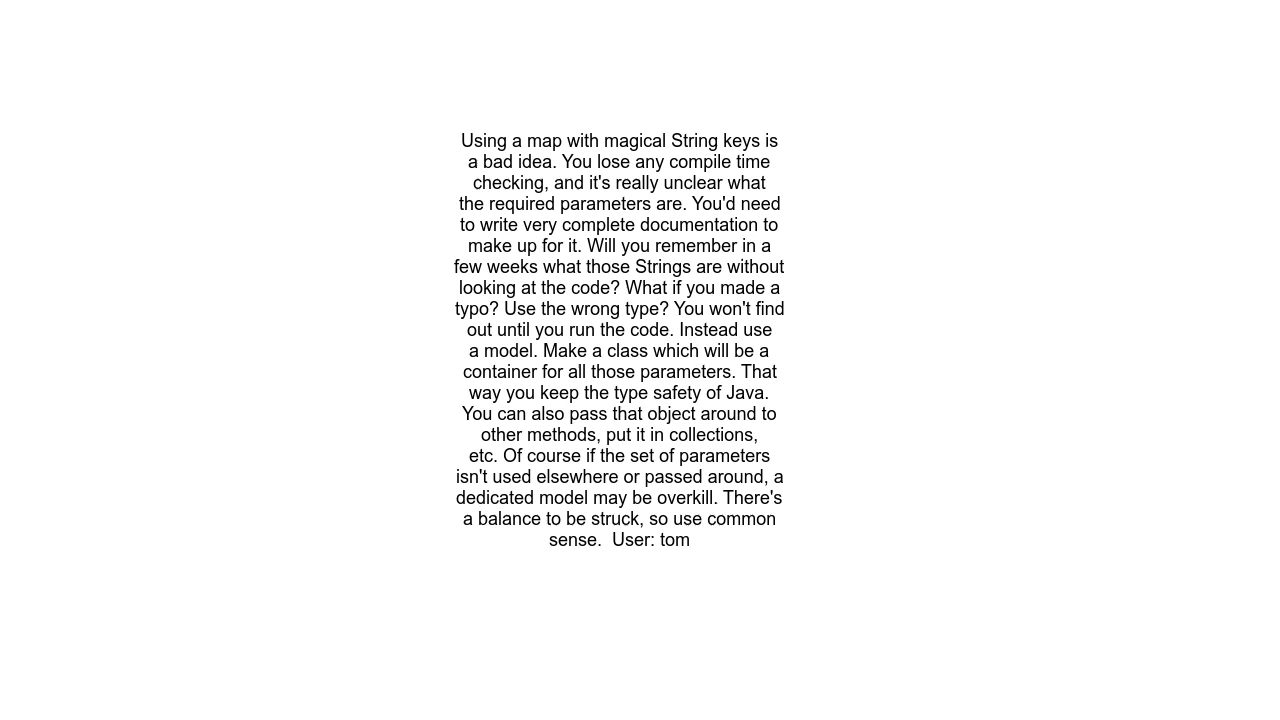 Using a map with magical String keys is
a bad idea. You lose any compile time
checking, and it's really unclear what
the required parameters are. You'd need
to write very complete documentation to
make up for it. Will you remember in a
few weeks what those Strings are without
looking at the code? What if you made a
typo? Use the wrong type? You won't find
out until you run the code. Instead use
a model. Make a class which will be a
container for all those parameters. That
way you keep the type safety of Java.
You can also pass that object around to
other methods, put it in collections,
etc. Of course if the set of parameters
isn't used elsewhere or passed around, a
dedicated model may be overkill. There's
a balance to be struck, so use common
sense.  User: tom